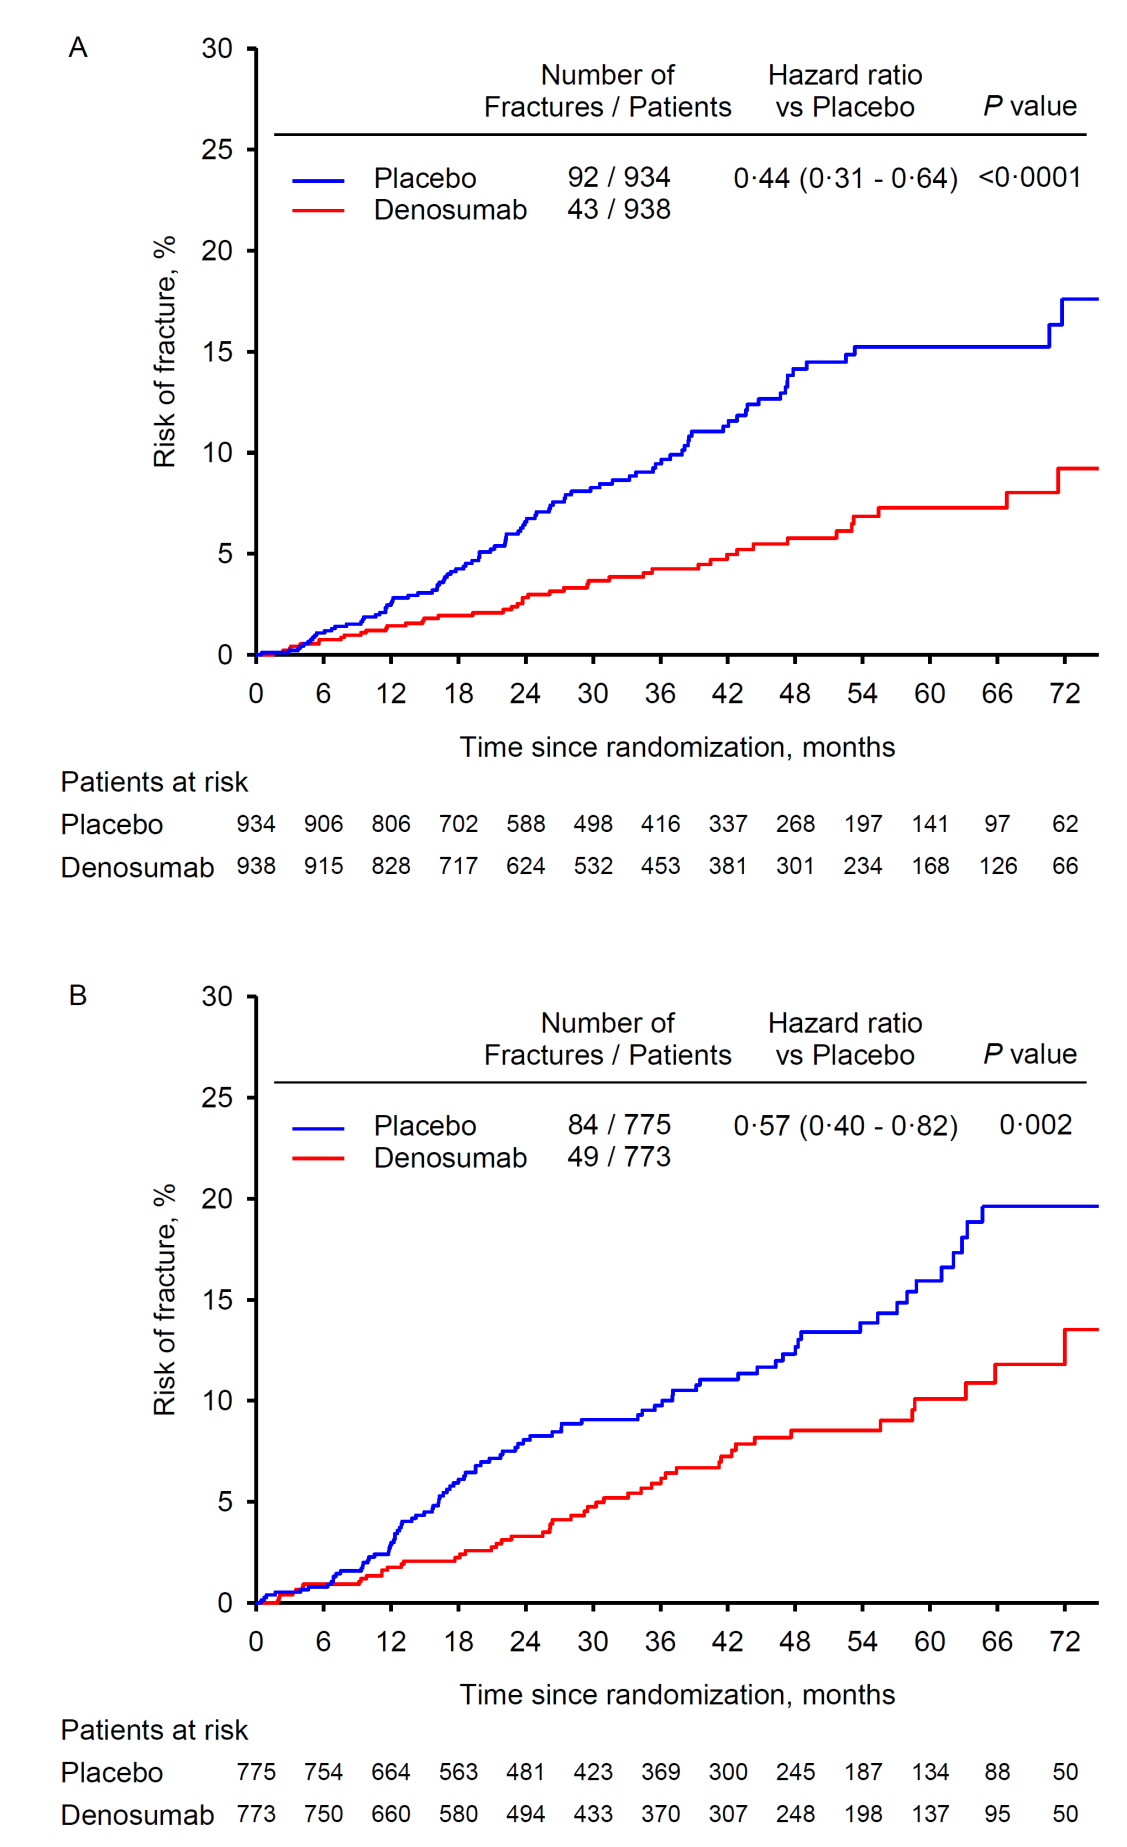 A
30
25
20
15
10
5
0
Risk of fracture, %
Number of Hazard ratio
Fractures / Patients vs Placebo P value
Placebo 92 / 934 0·44 (0·31 - 0·64) <0·0001
Denosumab 43 / 938
0 6 12 18 24 30 36 42 48 54 60 66 72
Time since randomization, months
Patients at risk
Placebo 934 906 806 702 588 498 416 337 268 197 141 97 62
Denosumab 938 915 828 717 624 532 453 381 301 234 168 126 66
B
30
25
20
15
10
5
0
Risk of fracture, %
Number of Hazard ratio
Fractures / Patients vs Placebo P value
Placebo 84 / 775 0·57 (0·40 - 0·82) 0·002
Denosumab 49 / 773
0 6 12 18 24 30 36 42 48 54 60 66 72
Time since randomization, months
Patients at risk
Placebo 775 754 664 563 481 423 369 300 245 187 134 88 50
Denosumab 773 750 660 580 494 433 370 307 248 198 137 95 50